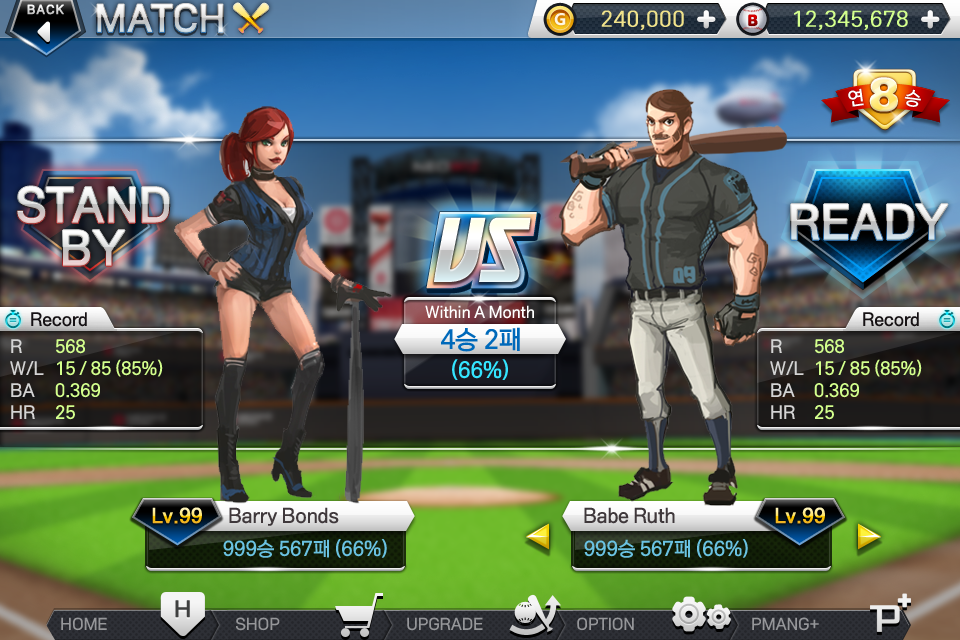 BACK
MATCH
G
240,000 +
B
12,345,678 +
연 8 승
STAND
BY
READY
VS
Within A Month
4승 2패
(66%)
Record
R 568
W/L 15 / 85 (85%)
BA 0.369
HR 25
Record
R 568
W/L 15 / 85 (85%)
BA 0.369
HR 25
09
Lv.99
Barry Bonds
999승 567패 (66%)
Babe Ruth
Lv.99
999승 567패 (66%)
HOME
H
SHOP
UPGRADE
OPTION
PMANG+
P+